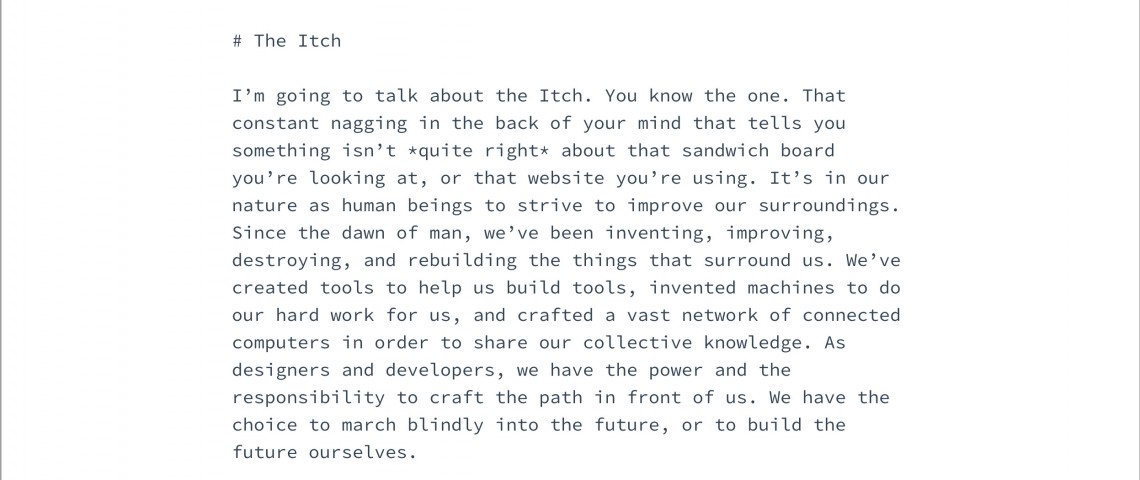 # The Itch
I’m going to talk about the Itch. You know the one. That
constant nagging in the back of your mind that tells you
something isn’t *quite right* about that sandwich board
you’re looking at, or that website you’re using. It’s in our
nature as human beings to strive to improve our surroundings.
Since the dawn of man, we’ve been inventing, improving,
destroying, and rebuilding the things that surround us. We’ve
created tools to help us build tools, invented machines to do
our hard work for us, and crafted a vast network of connected
computers in order to share our collective knowledge. As
designers and developers, we have the power and the
responsibility to craft the path in front of us. We have the
choice to march blindly into the future, or to build the
future ourselves.